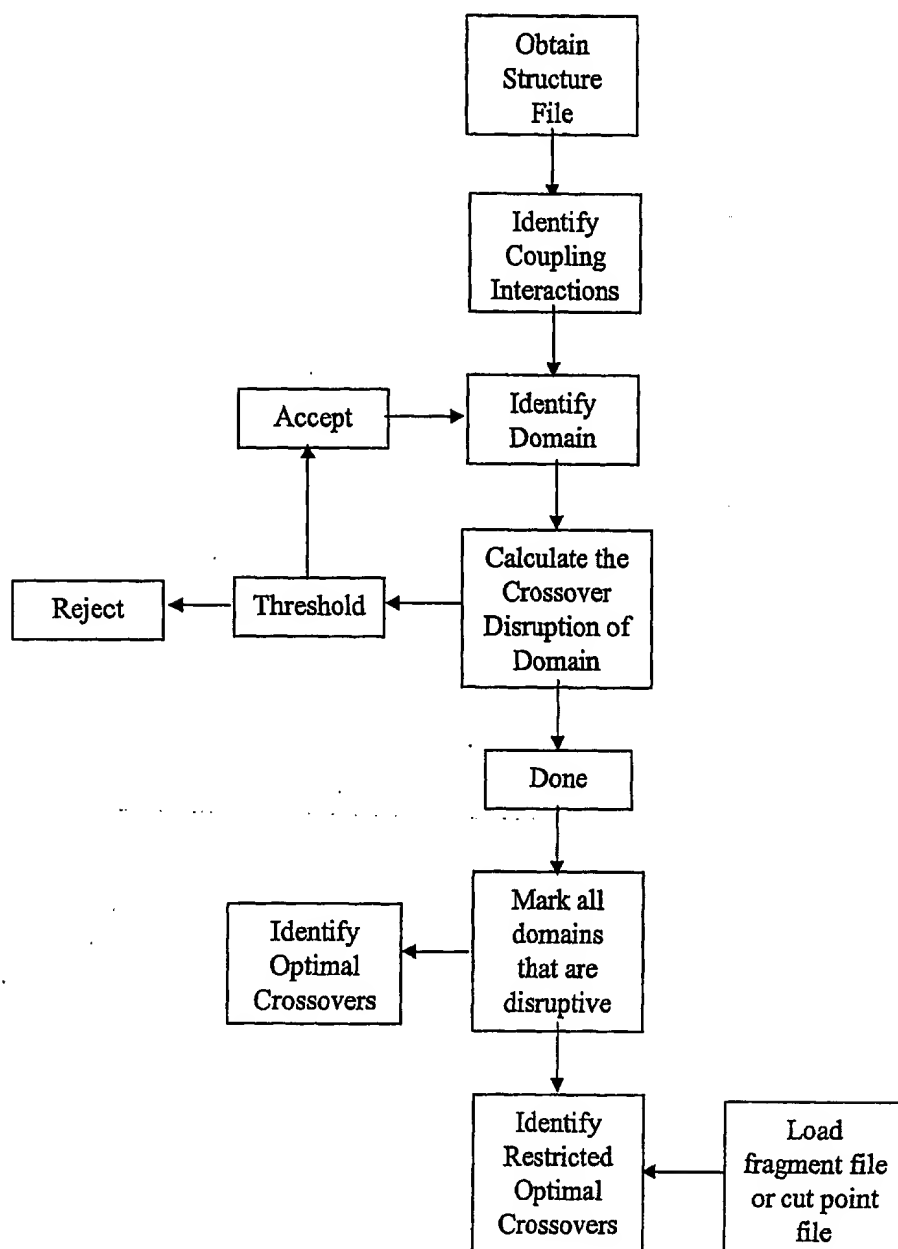 Obtain
Structure
File
Identify
Coupling
Interactions
Accept
Identify
Domain
Reject
Threshold
Calculate the
Crossover
Disruption of
Domain
Done
Identify
Optimal
Crossovers
Mark all
domains
that are
disruptive
Identify
Restricted
Optimal
Crossovers
Load
fragment file
or cut point
file